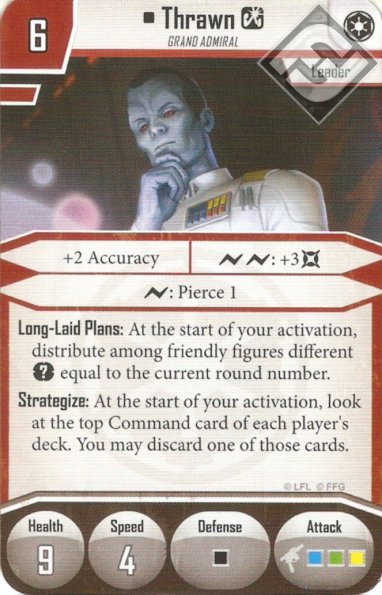 6
Thrawn
GRAND ADMIRAL
Leader
+2 Accuracy
: +3
: Pierce 1
Long-Laid Plans: At the start of your activation,
distribute among friendly figures different
? equal to the current round number.
Strategize: At the start of your activation, look
at the top Command card of each player's
deck. You may discard one of those cards.
© LFL © FFG
Health
9
Speed
4
Defense
Attack